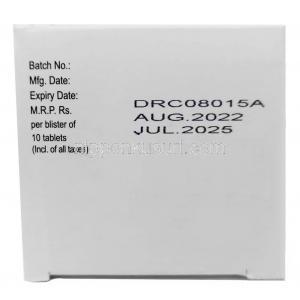 Batch No.:
Mfg. Date:
Expiry Date:
M.R.P. Rs.
per blister of
10 tablets
(Incl. of all taxes)
DRC08015A
AUG.2022
JUL.2025